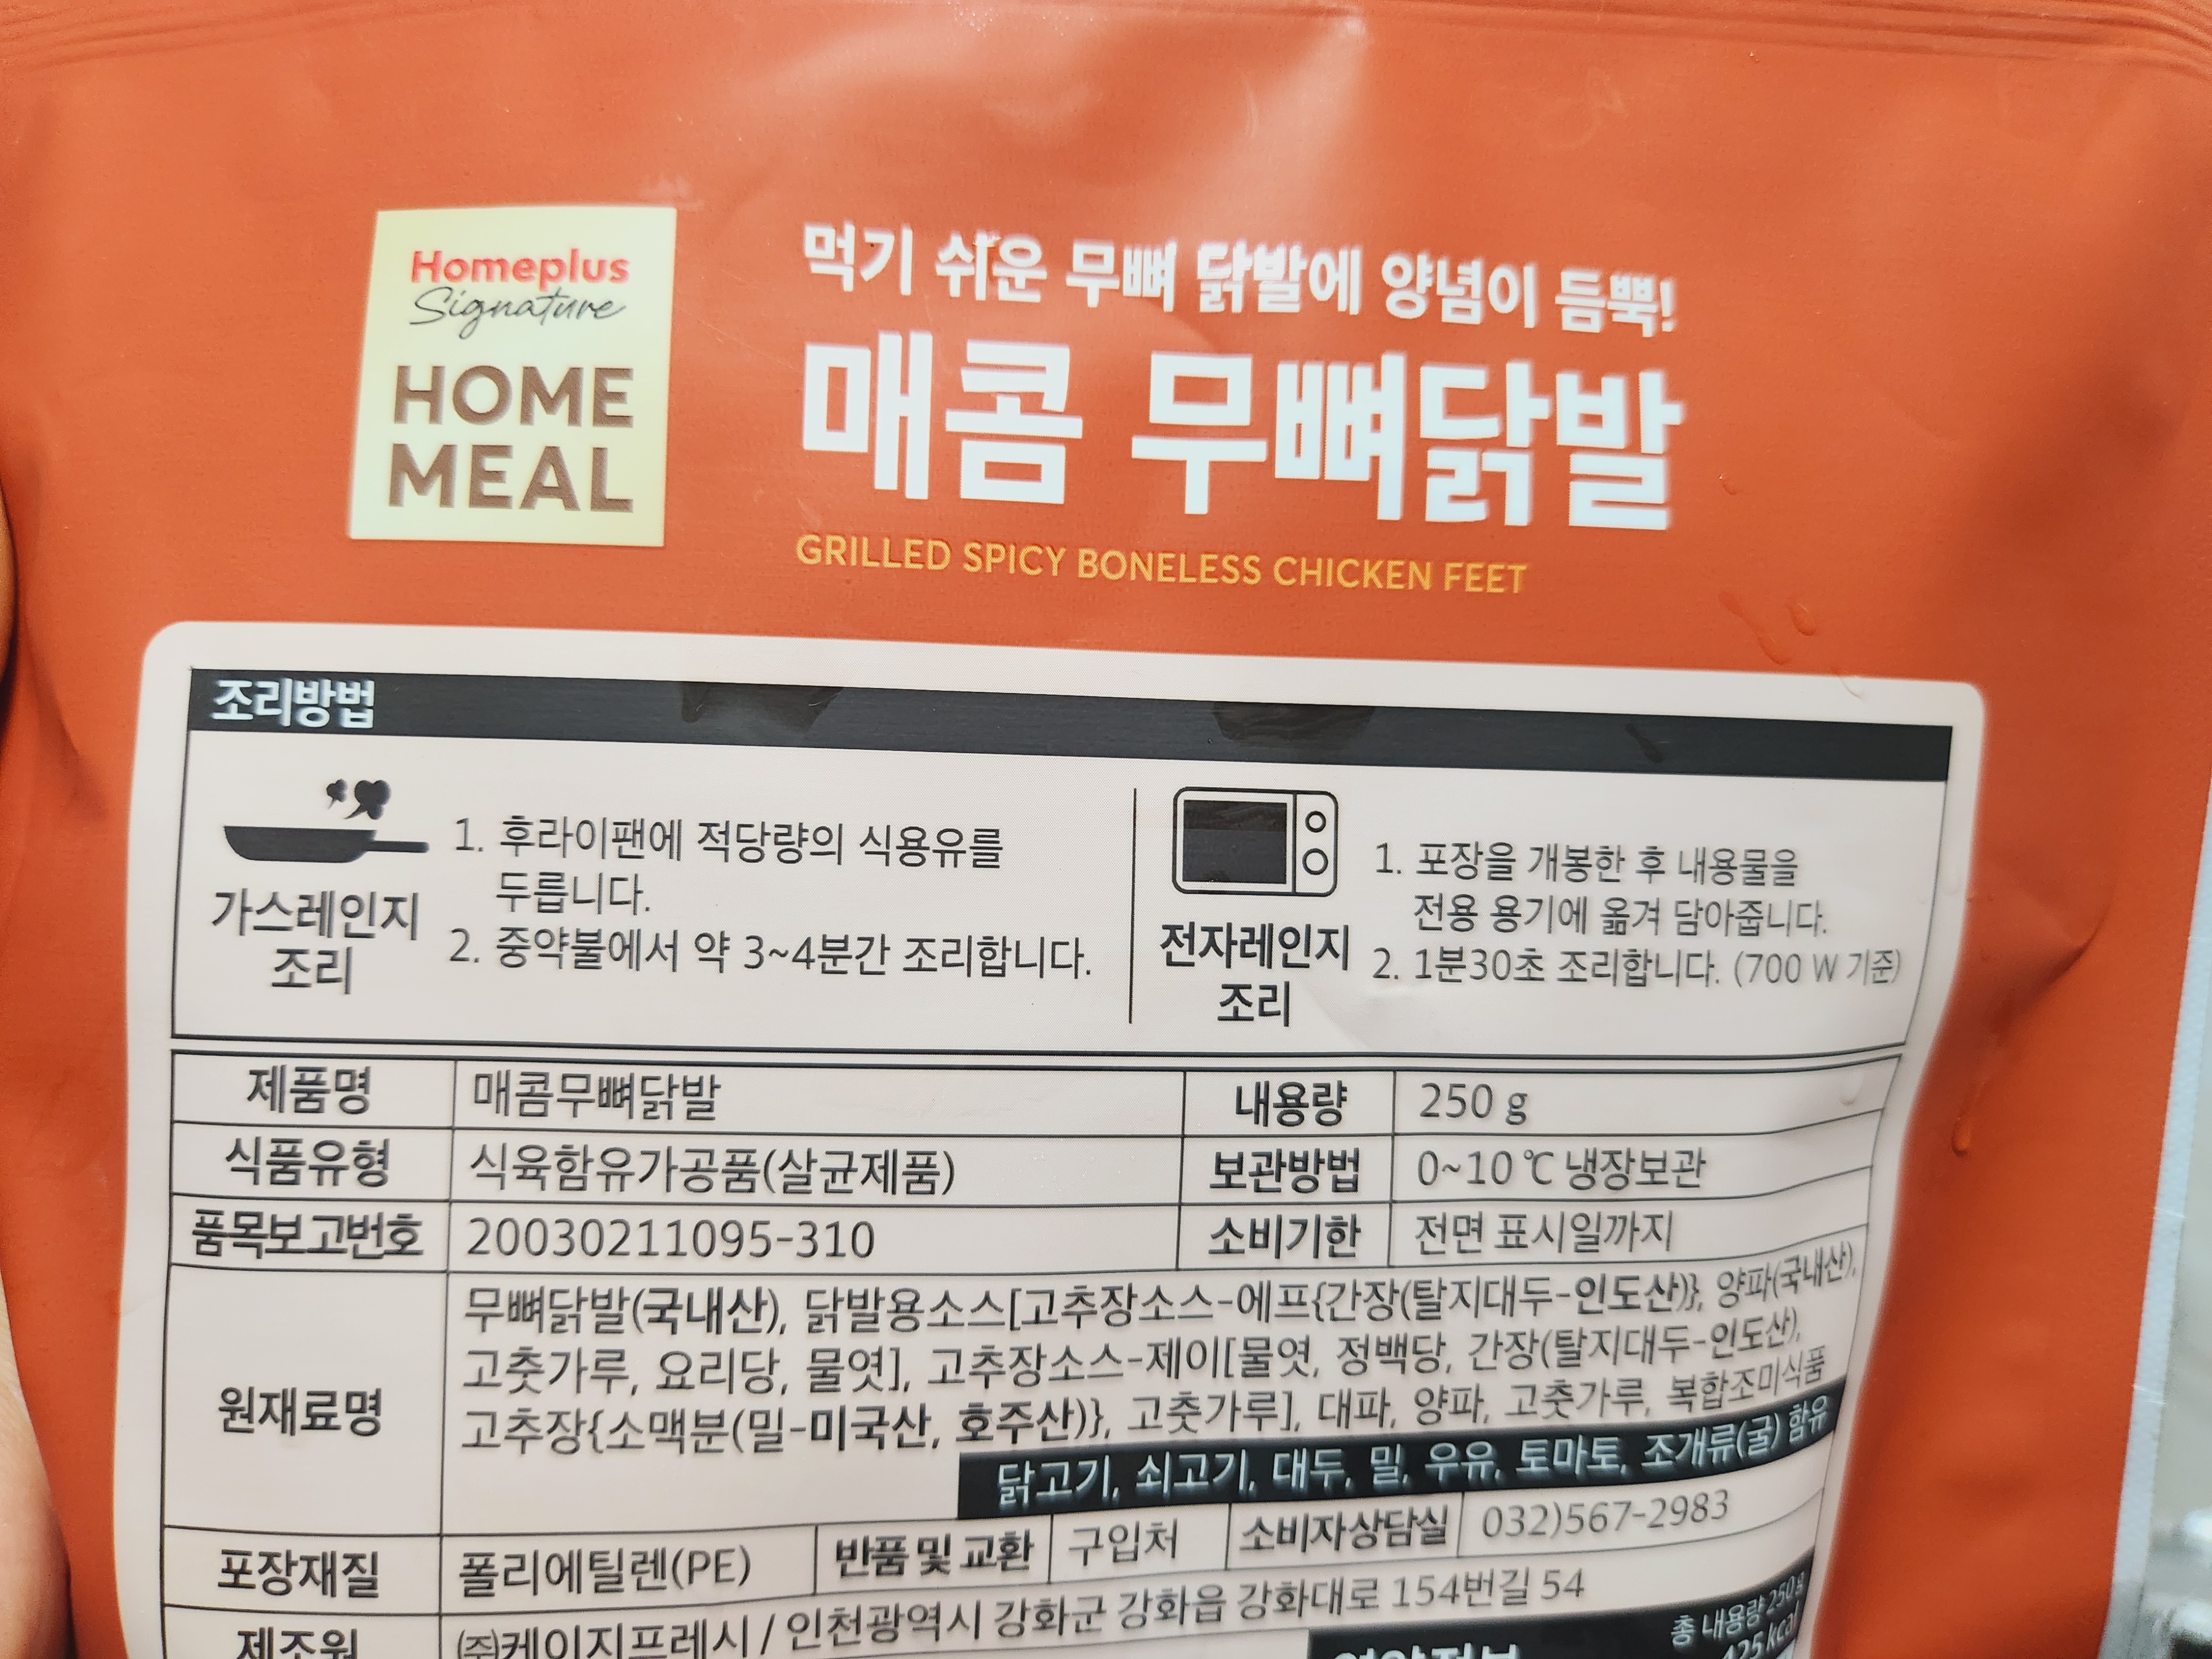 Homeplus
Signature
HOME
MEAL
먹기 쉬운 무뼈 닭발에 양념이 듬뿍!
매콤 무뼈닭발
GRILLED SPICY BONELESS CHICKEN FEET
조리방법
가스레인지
조리
1. 후라이팬에 적당량의 식용유를
두릅니다.
2. 중약불에서 약 3~4분간 조리합니다.
전자레인지
조리
1. 포장을 개봉한 후 내용물을
전용 용기에 옮겨 담아줍니다.
2. 1분30초 조리합니다. (700 W 기준)
제품명 매콤무뼈닭발 내용량 250 g
식품유형 식육함유가공품(살균제품) 보관방법 0~10 ℃ 냉장보관
품목보고번호 20030211095-310 소비기한 전면 표시일까지
원재료명
무뼈닭발(국내산), 닭발용소스[고추장소스-에프{간장(탈지대두-인도산)}, 양파(국내산),
고춧가루, 요리당, 물엿], 고추장소스-제이[물엿, 정백당, 간장(탈지대두-인도산),
고추장{소맥분(밀-미국산, 호주산)}, 고춧가루], 대파, 양파, 고춧가루, 복합조미식품
닭고기, 쇠고기, 대두, 밀, 우유, 토마토, 조개류(굴) 함유
포장재질 폴리에틸렌(PE) 반품 및 교환 구입처 소비자상담실 032)567-2983
제조원 ㈜케이지프레시 / 인천광역시 강화군 강화읍 강화대로 154번길 54
영양정보
총 내용량 250g
425 kcal